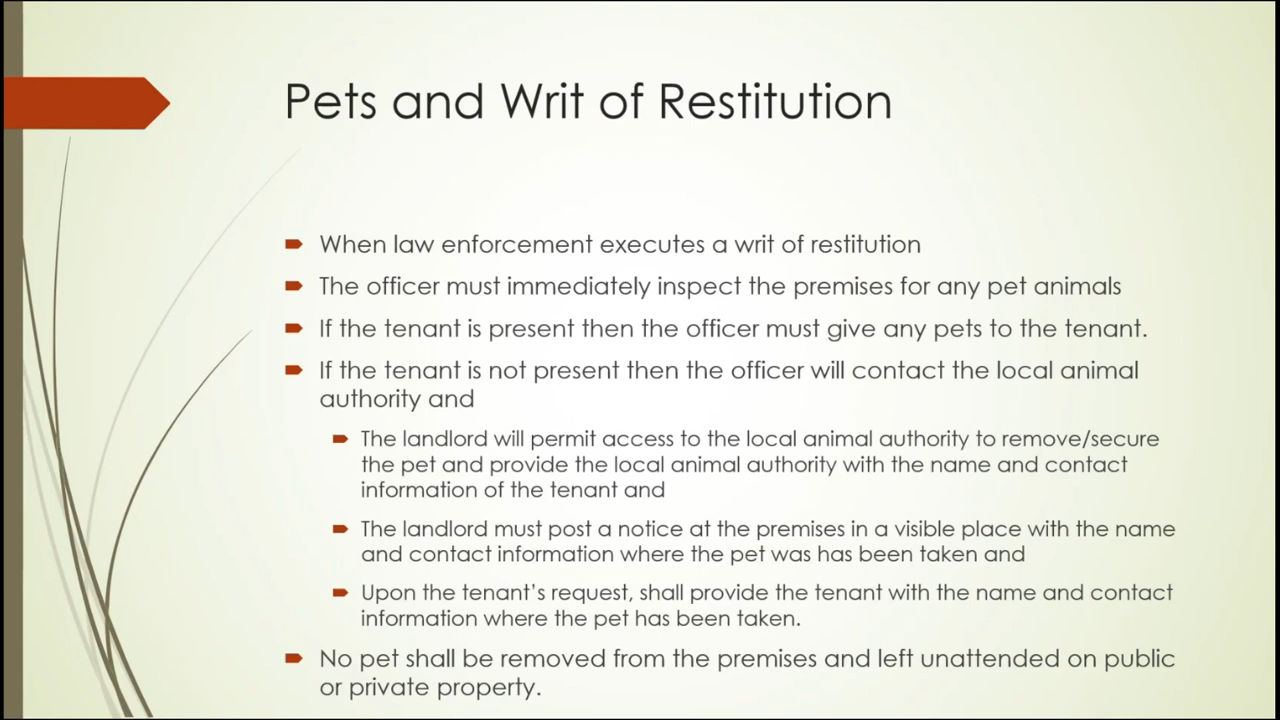 Pets and Writ of Restitution
When law enforcement executes a writ of restitution
The officer must immediately inspect the premises for any pet animals
If the tenant is present then the officer must give any pets to the tenant.
If the tenant is not present then the officer will contact the local animal
authority and
The landlord will permit access to the local animal authority to remove/secure
the pet and provide the local animal authority with the name and contact
information of the tenant and
The landlord must post a notice at the premises in a visible place with the name
and contact information where the pet was has been taken and
Upon the tenant’s request, shall provide the tenant with the name and contact
information where the pet has been taken.
No pet shall be removed from the premises and left unattended on public
or private property.